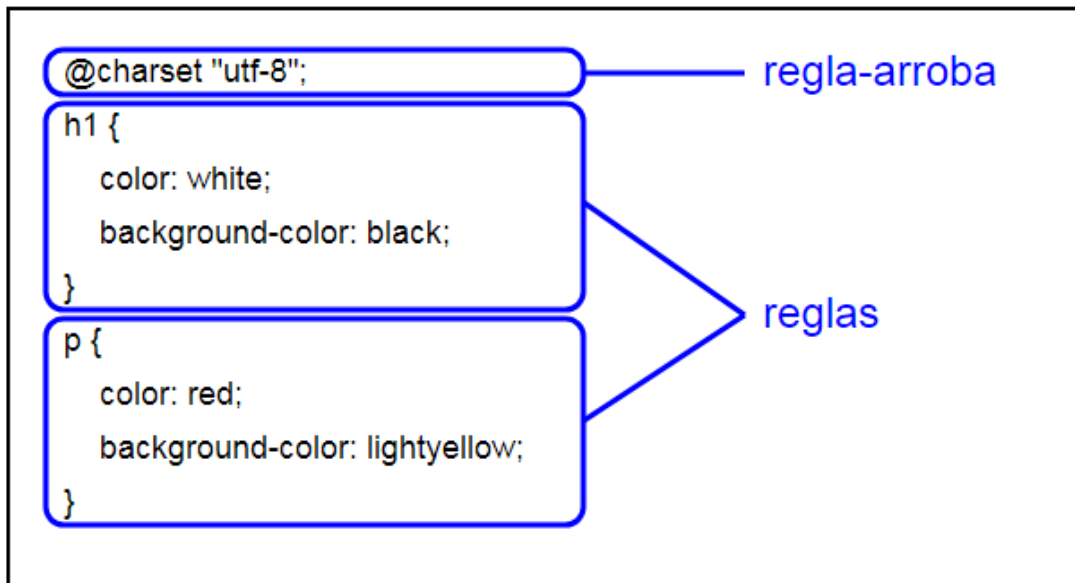 @charset "utf-8";
regla-arroba
h1 {
color: white;
background-color: black;
}
reglas
p {
color: red;
background-color: lightyellow;
}